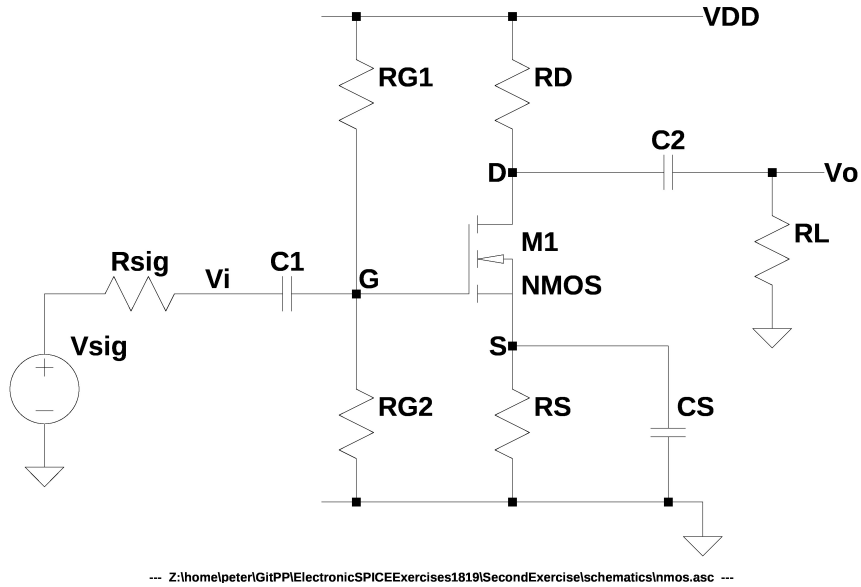 VDD
RG1
RD
C2
D
Vo
RL
M1
Rsig
Vi
C1
G
NMOS
Vsig
S
RG2
RS
CS
--- Z:\home\peter\GitPP\ElectronicSPICEExercises1819\SecondExercise\schematics\nmos.asc ---